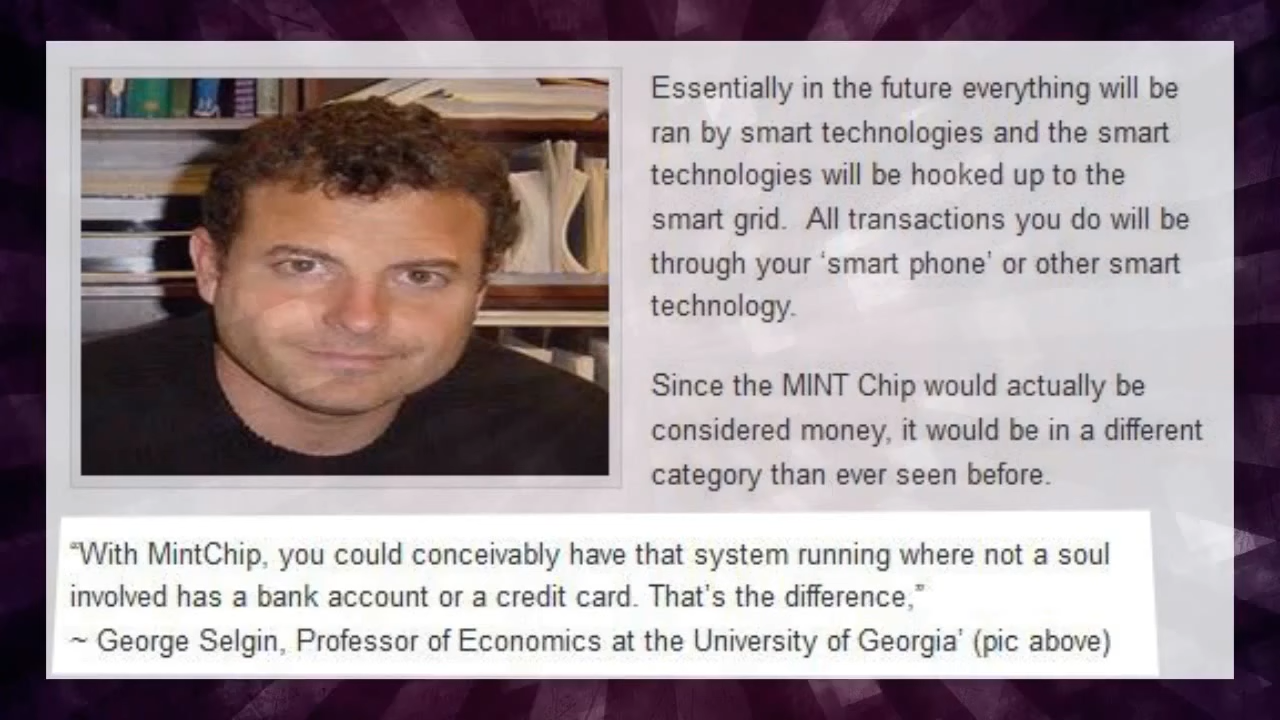 Essentially in the future everything will be
ran by smart technologies and the smart
technologies will be hooked up to the
smart grid.  All transactions you do will be
through your ‘smart phone’ or other smart
technology.
Since the MINT Chip would actually be
considered money, it would be in a different
category than ever seen before.
“With MintChip, you could conceivably have that system running where not a soul
involved has a bank account or a credit card. That’s the difference,”
~ George Selgin, Professor of Economics at the University of Georgia’ (pic above)